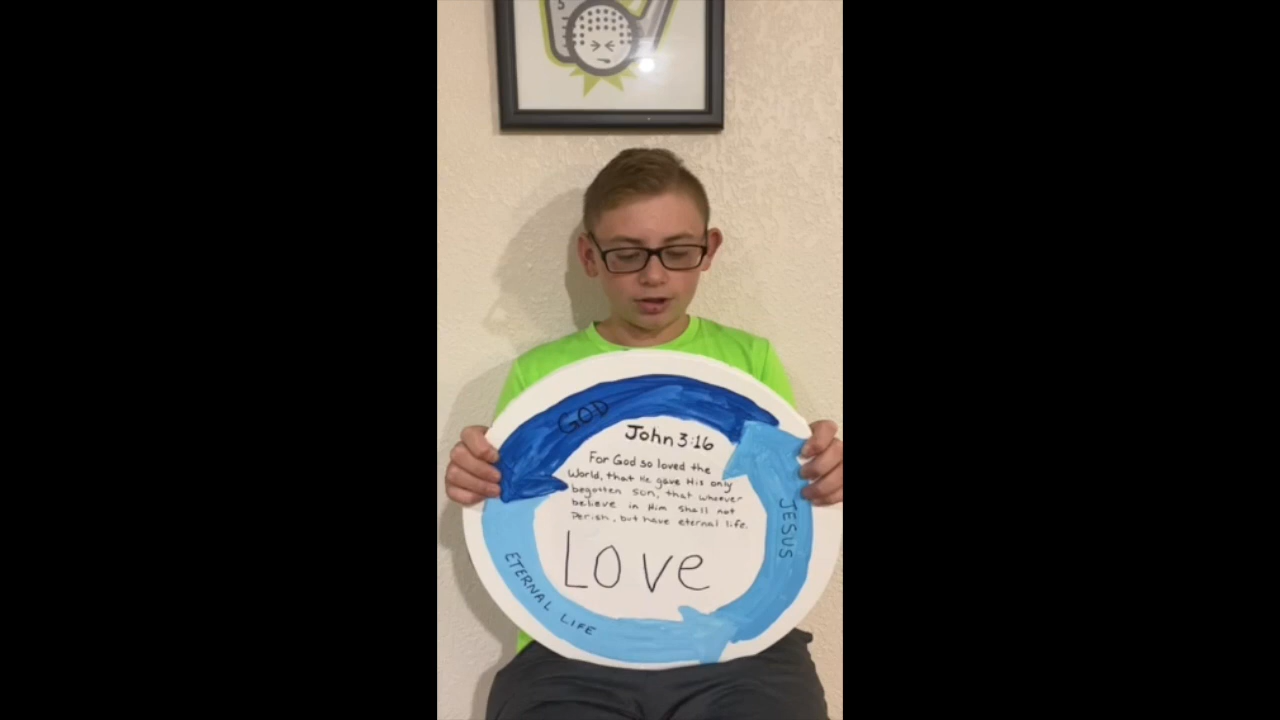 5
GOD
John 3:16
For God so loved the
World, that He gave His only
begotten son, that whoever
believe in Him shall not
Perish, but have eternal life.
Love
JESUS
ETERNAL LIFE